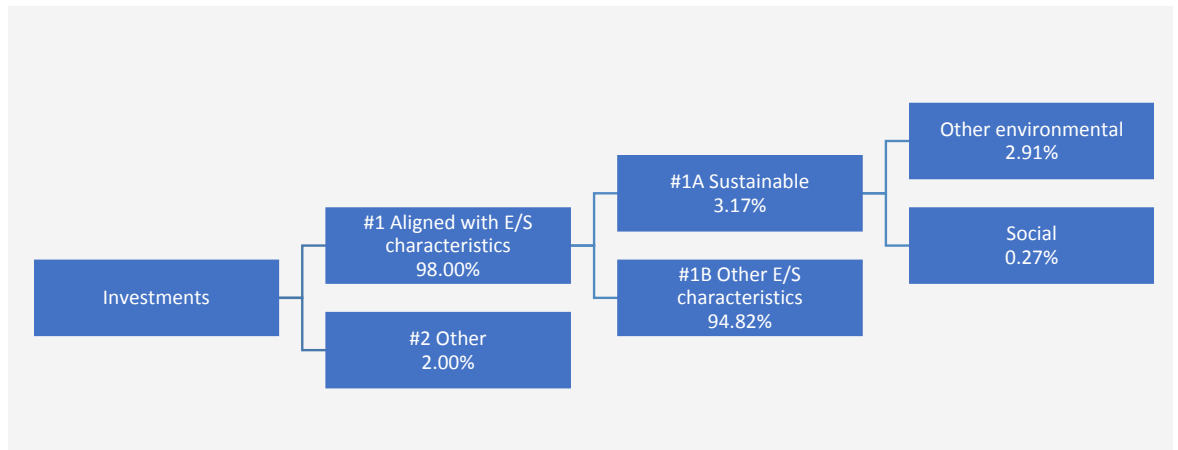 Investments
#1 Aligned with E/S
characteristics
98.00%
#2 Other
2.00%
#1A Sustainable
3.17%
#1B Other E/S
characteristics
94.82%
Other environmental
2.91%
Social
0.27%